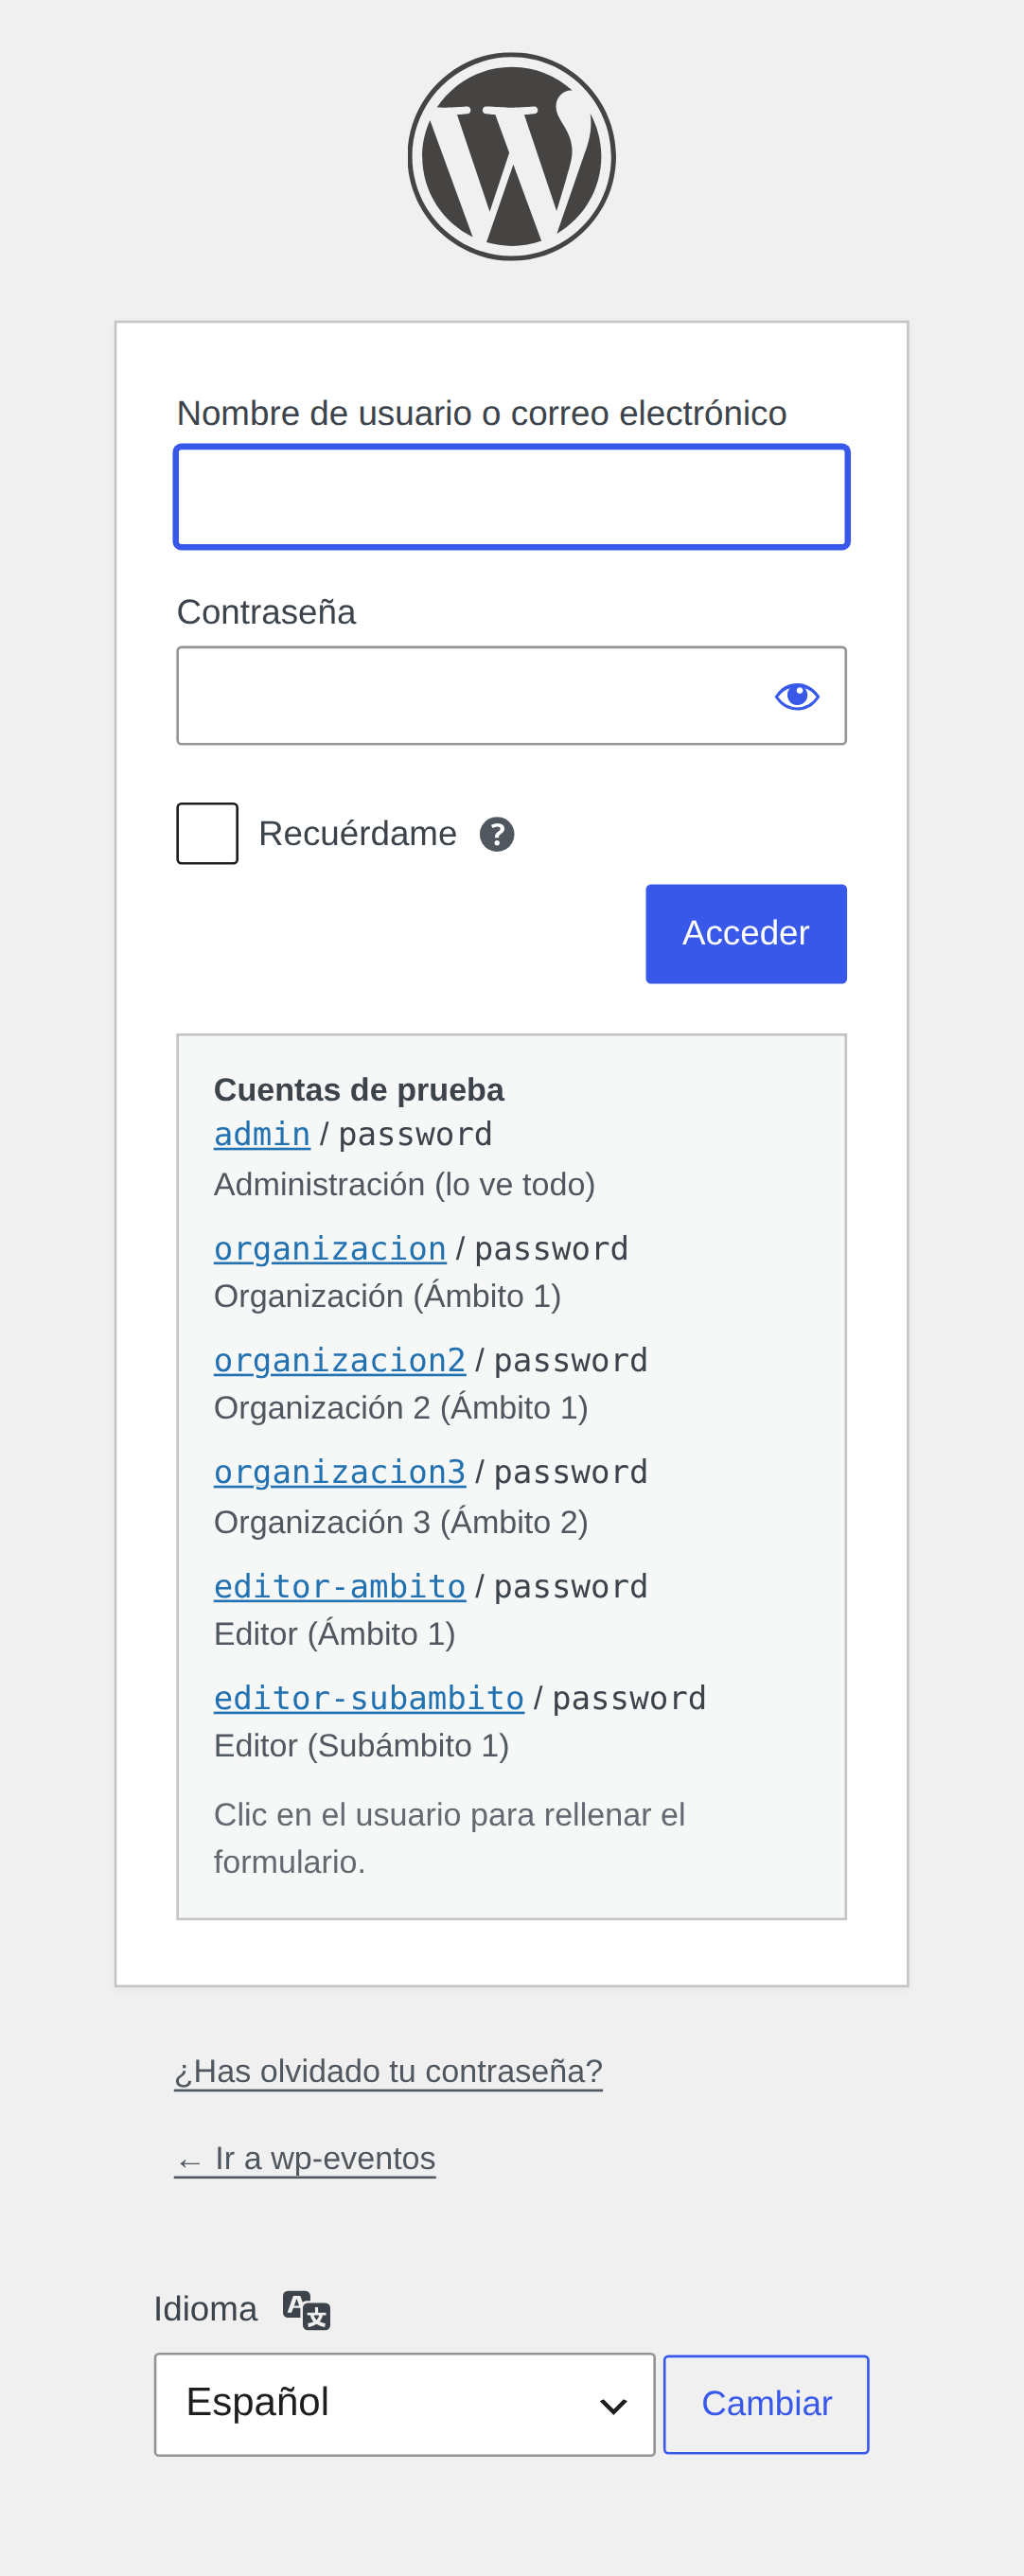 Nombre de usuario o correo electrónico
Contraseña
Recuérdame ?
Acceder
Cuentas de prueba
admin / password
Administración (lo ve todo)
organizacion / password
Organización (Ámbito 1)
organizacion2 / password
Organización 2 (Ámbito 1)
organizacion3 / password
Organización 3 (Ámbito 2)
editor-ambito / password
Editor (Ámbito 1)
editor-subambito / password
Editor (Subámbito 1)
Clic en el usuario para rellenar el
formulario.
¿Has olvidado tu contraseña?
← Ir a wp-eventos
Idioma
Español
Cambiar